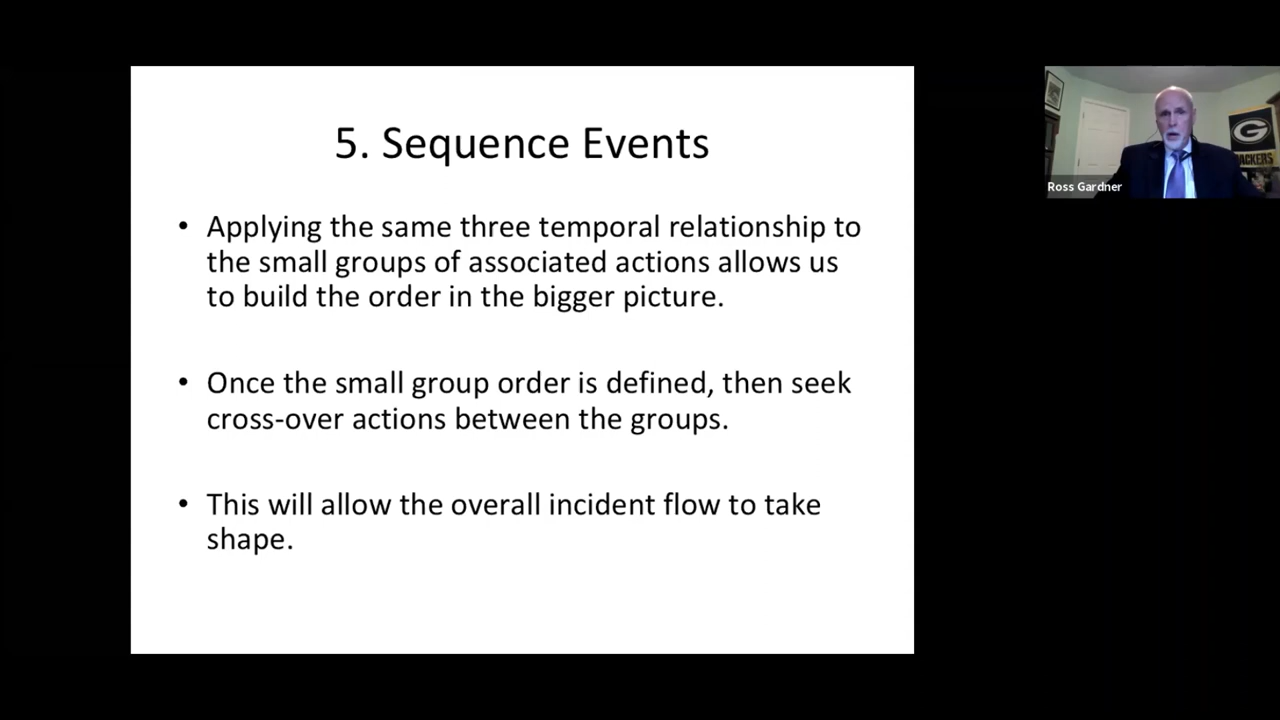 5. Sequence Events
• Applying the same three temporal relationship to
the small groups of associated actions allows us
to build the order in the bigger picture.
• Once the small group order is defined, then seek
cross-over actions between the groups.
• This will allow the overall incident flow to take
shape.
G
ACKERS
Ross Gardner